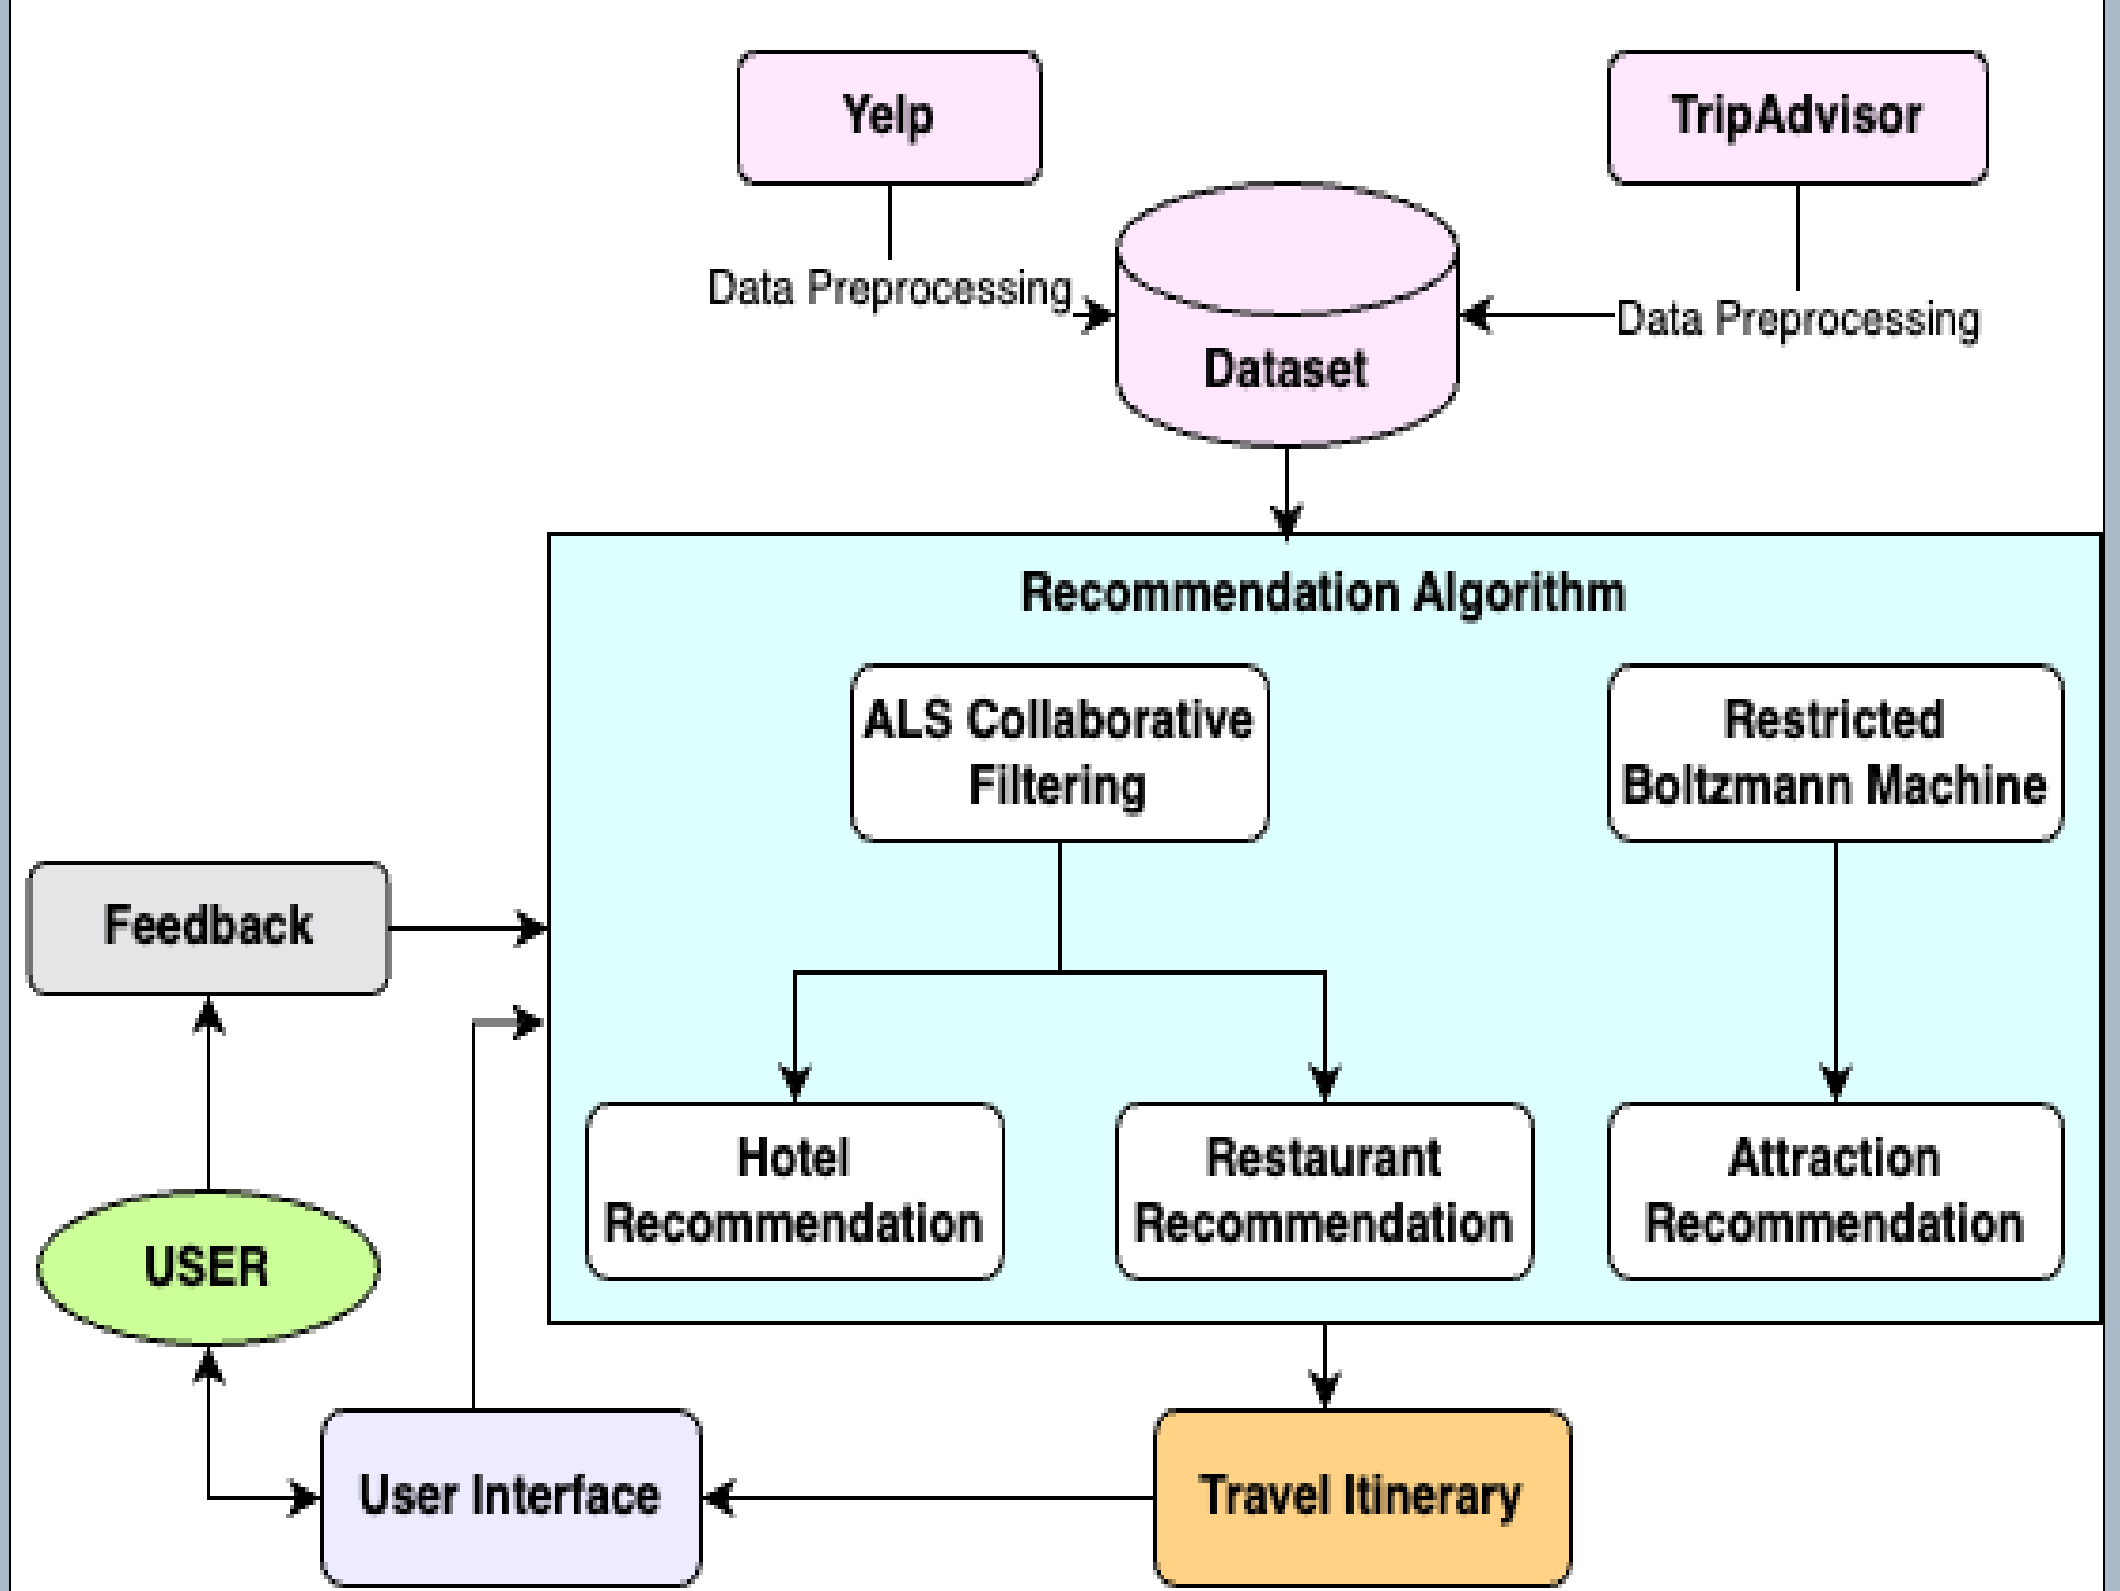 Yelp
TripAdvisor
Data Preprocessing
Data Preprocessing
Dataset
Recommendation Algorithm
ALS Collaborative
Filtering
Restricted
Boltzmann Machine
Feedback
Hotel
Recommendation
Restaurant
Recommendation
Attraction
Recommendation
USER
User Interface
Travel Itinerary